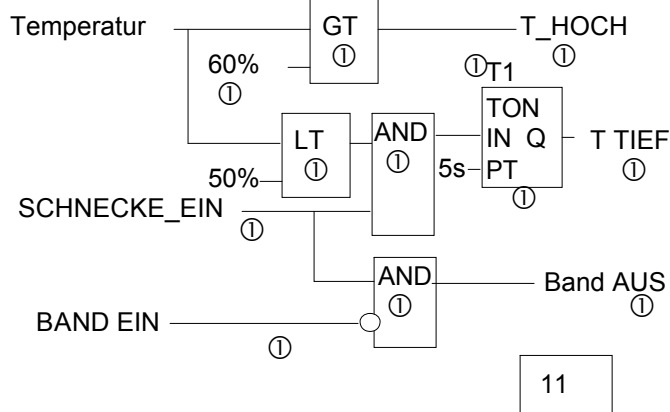 Temperatur GT T_HOCH
① ①
60%
①
①T1
TON
LT AND IN Q T TIEF
① ① ①
50% 5s PT
①
SCHNECKE_EIN
①
AND Band AUS
① ①
BAND EIN
①
11